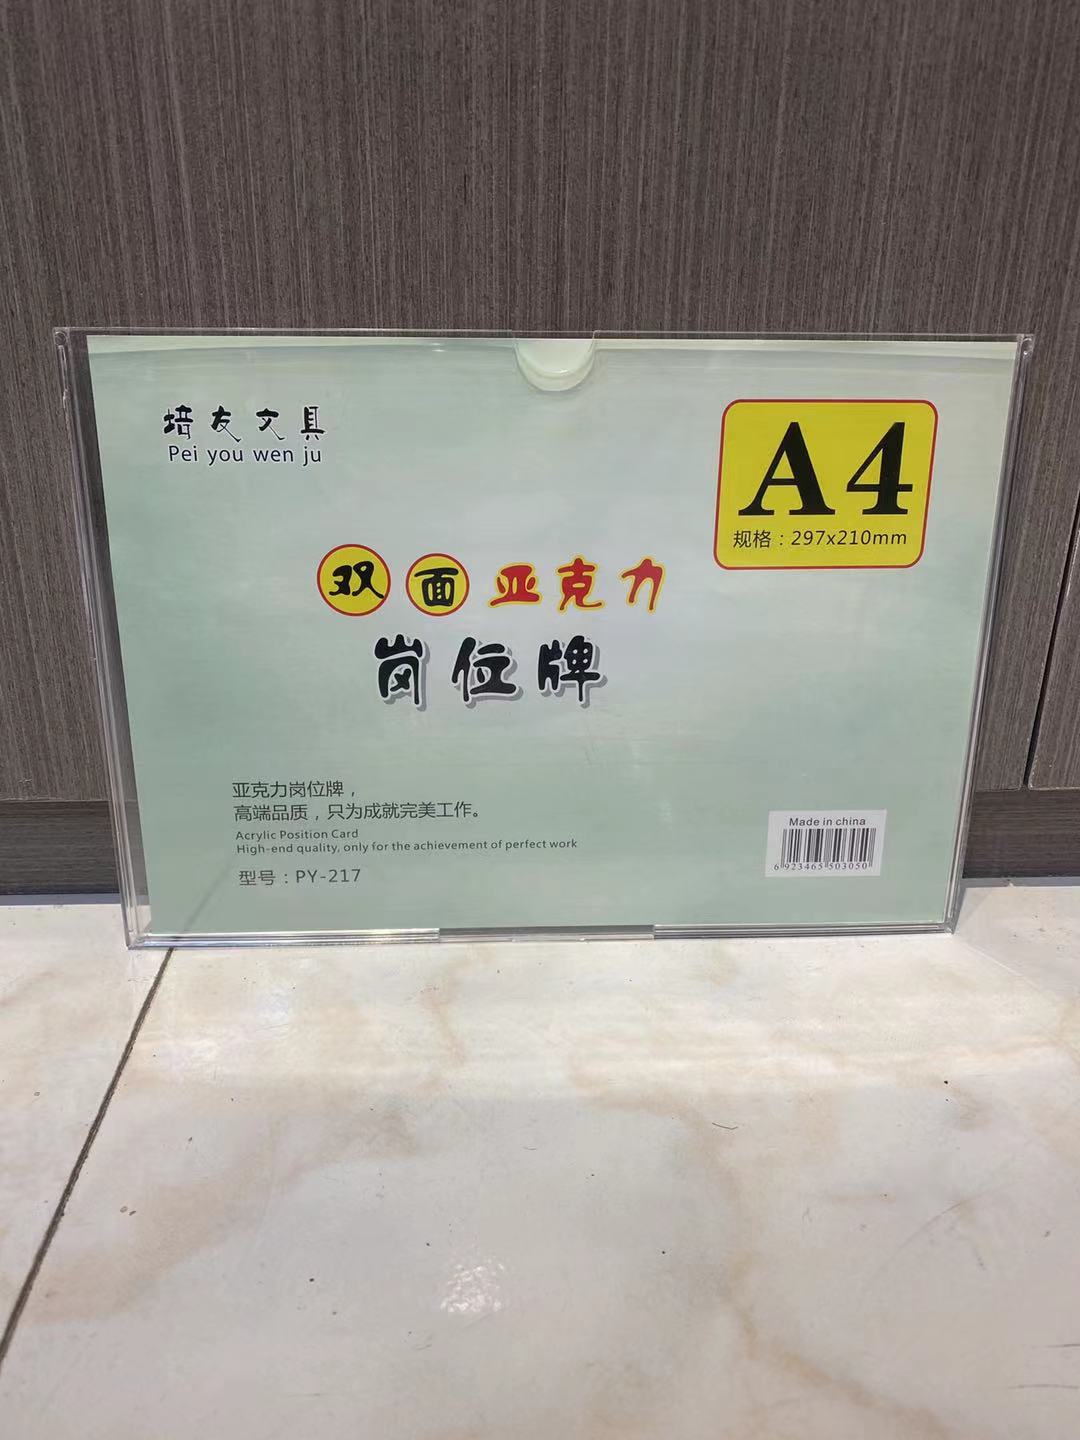 培友文具
Pei you wen ju
A4
规格：297x210mm
双面亚克力
岗位牌
亚克力岗位牌，
高端品质，只为成就完美工作。
Acrylic Position Card
High-end quality, only for the achievement of perfect work
型号：PY-217
Made in china
6 923465 503050